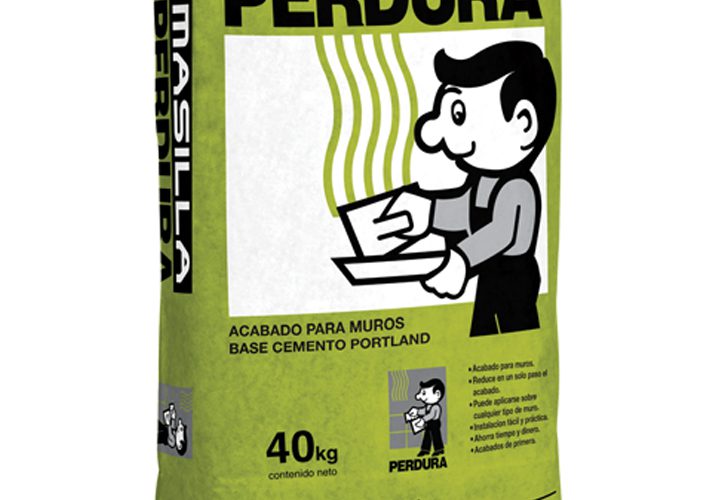 PERDURA
MASILLA
PERDURA
ACABADO PARA MUROS
BASE CEMENTO PORTLAND
• Acabado para muros.
• Reduce en un solo paso el
acabado.
• Puede aplicarse sobre
cualquier tipo de muro.
• Instalacion fácil y práctica.
• Ahorra tiempo y dinero.
• Acabados de primera.
40kg
contenido neto
PERDURA